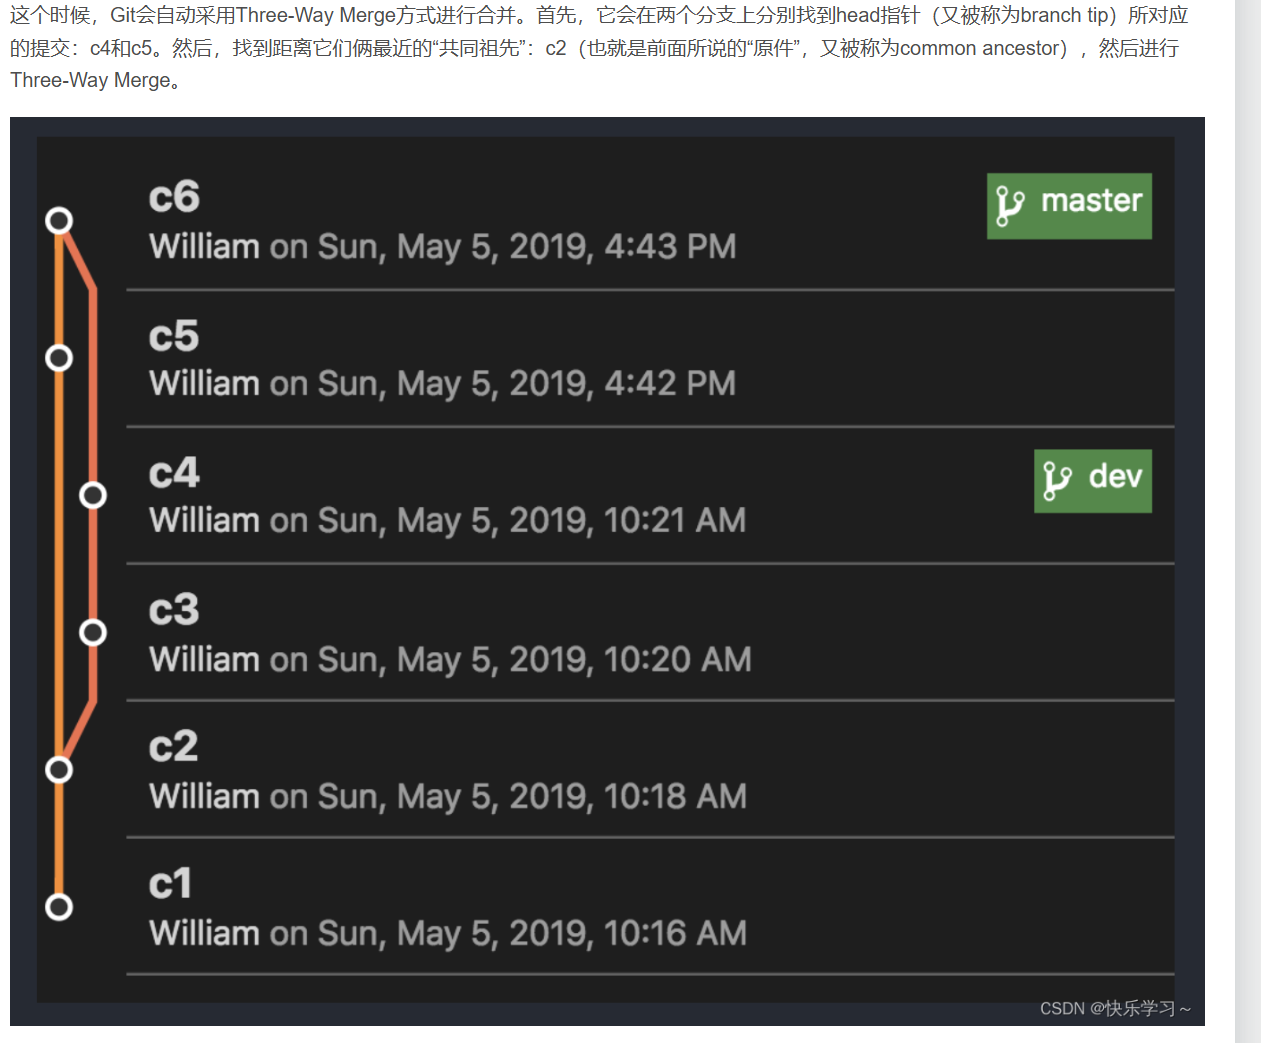 这个时候，Git会自动采用Three-Way Merge方式进行合并。首先，它会在两个分支上分别找到head指针（又被称为branch tip）所对应
的提交：c4和c5。然后，找到距离它们俩最近的“共同祖先”：c2（也就是前面所说的“原件”，又被称为common ancestor），然后进行
Three-Way Merge。
c6
master
William on Sun, May 5, 2019, 4:43 PM
c5
William on Sun, May 5, 2019, 4:42 PM
c4
dev
William on Sun, May 5, 2019, 10:21 AM
c3
William on Sun, May 5, 2019, 10:20 AM
c2
William on Sun, May 5, 2019, 10:18 AM
c1
William on Sun, May 5, 2019, 10:16 AM
CSDN @快乐学习～